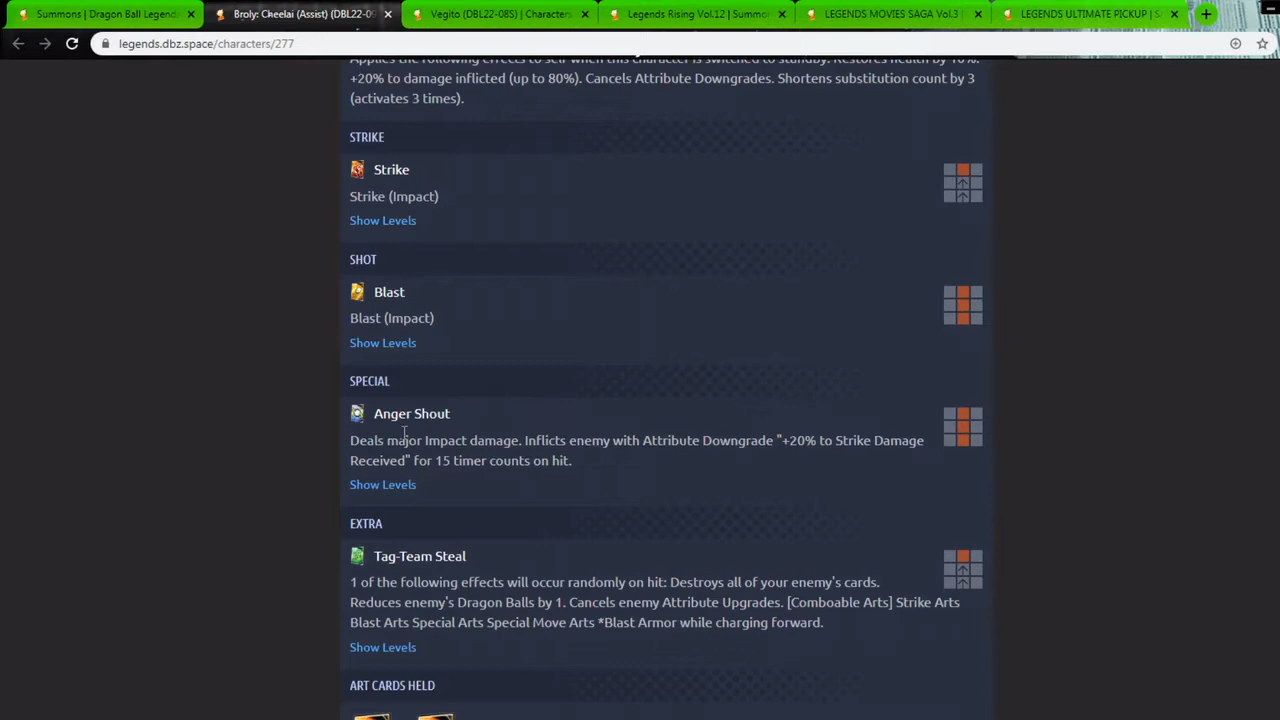 Summons | Dragon Ball Legends
Broly: Cheelai (Assist) (DBL22-09
Vegito (DBL22-08S) | Characters
Legends Rising Vol.12 | Summo
LEGENDS MOVIES SAGA Vol.3 |
LEGENDS ULTIMATE PICKUP | S
legends.dbz.space/characters/277
+20% to damage inflicted (up to 80%). Cancels Attribute Downgrades. Shortens substitution count by 3
(activates 3 times).
STRIKE
Strike
Strike (Impact)
Show Levels
SHOT
Blast
Blast (Impact)
Show Levels
SPECIAL
Anger Shout
Deals major Impact damage. Inflicts enemy with Attribute Downgrade "+20% to Strike Damage
Received" for 15 timer counts on hit.
Show Levels
EXTRA
Tag-Team Steal
1 of the following effects will occur randomly on hit: Destroys all of your enemy's cards.
Reduces enemy's Dragon Balls by 1. Cancels enemy Attribute Upgrades. [Comboable Arts] Strike Arts
Blast Arts Special Arts Special Move Arts *Blast Armor while charging forward.
Show Levels
ART CARDS HELD